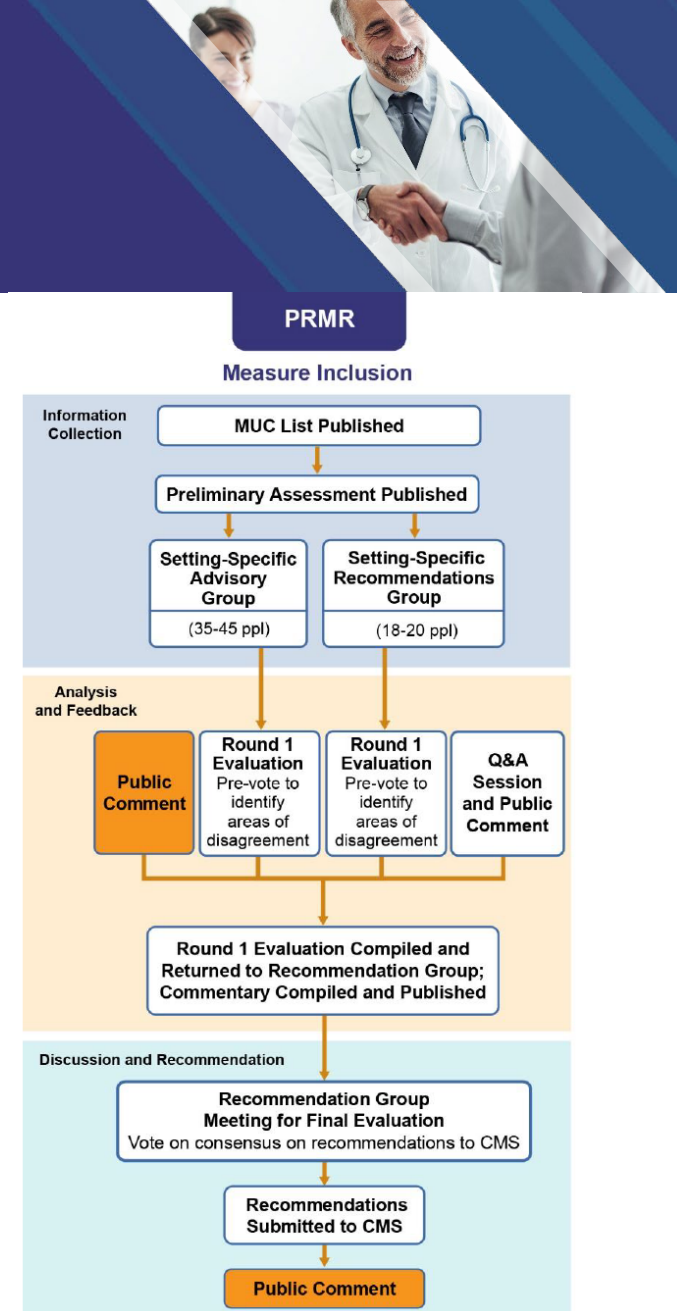 PRMR
Measure Inclusion
Information
Collection
MUC List Published
Preliminary Assessment Published
Setting-Specific
Advisory
Group
(35-45 ppl)
Setting-Specific
Recommendations
Group
(18-20 ppl)
Analysis
and Feedback
Public
Comment
Round 1
Evaluation
Pre-vote to
identify
areas of
disagreement
Round 1
Evaluation
Pre-vote to
identify
areas of
disagreement
Q&A
Session
and Public
Comment
Round 1 Evaluation Compiled and
Returned to Recommendation Group;
Commentary Compiled and Published
Discussion and Recommendation
Recommendation Group
Meeting for Final Evaluation
Vote on consensus on recommendations to CMS
Recommendations
Submitted to CMS
Public Comment